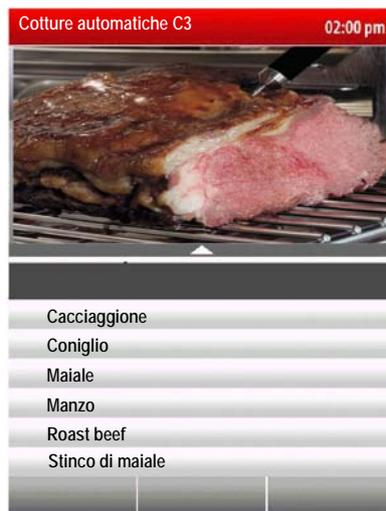 Cotture automatiche C3
02:00 pm
Cacciaggione
Coniglio
Maiale
Manzo
Roast beef
Stinco di maiale